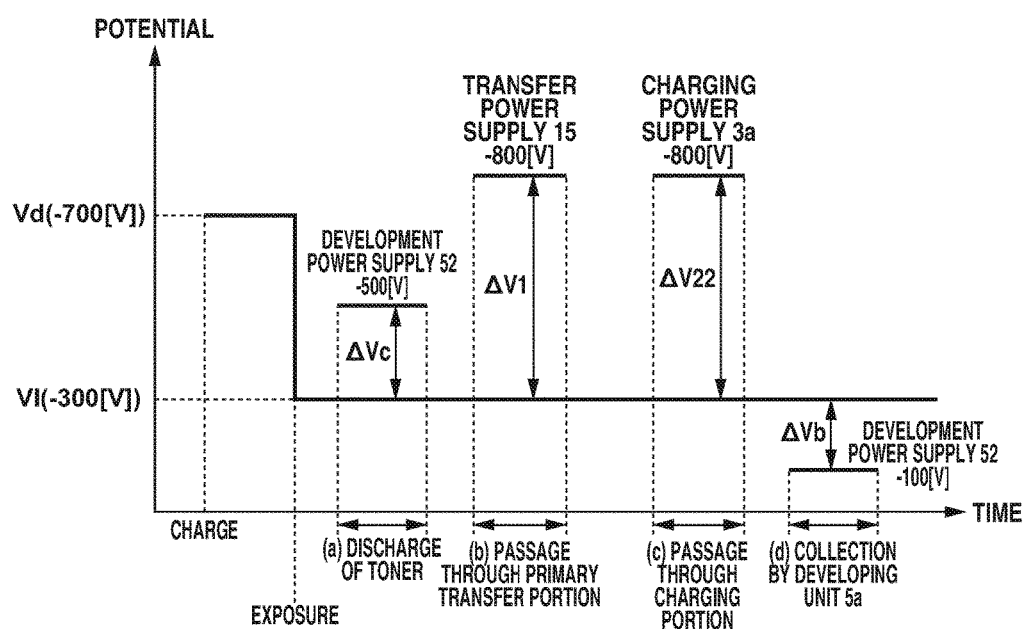 POTENTIAL
TRANSFER
POWER
SUPPLY 15
-800[V]
CHARGING
POWER
SUPPLY 3a
-800[V]
Vd(-700[V])
DEVELOPMENT
POWER SUPPLY 52
-500[V]
ΔVc
ΔV1
ΔV22
Vl(-300[V])
ΔVb
DEVELOPMENT
POWER SUPPLY 52
-100[V]
TIME
CHARGE
EXPOSURE
(a) DISCHARGE
OF TONER
(b) PASSAGE
THROUGH PRIMARY
TRANSFER PORTION
(c) PASSAGE
THROUGH
CHARGING
PORTION
(d) COLLECTION
BY DEVELOPING
UNIT 5a